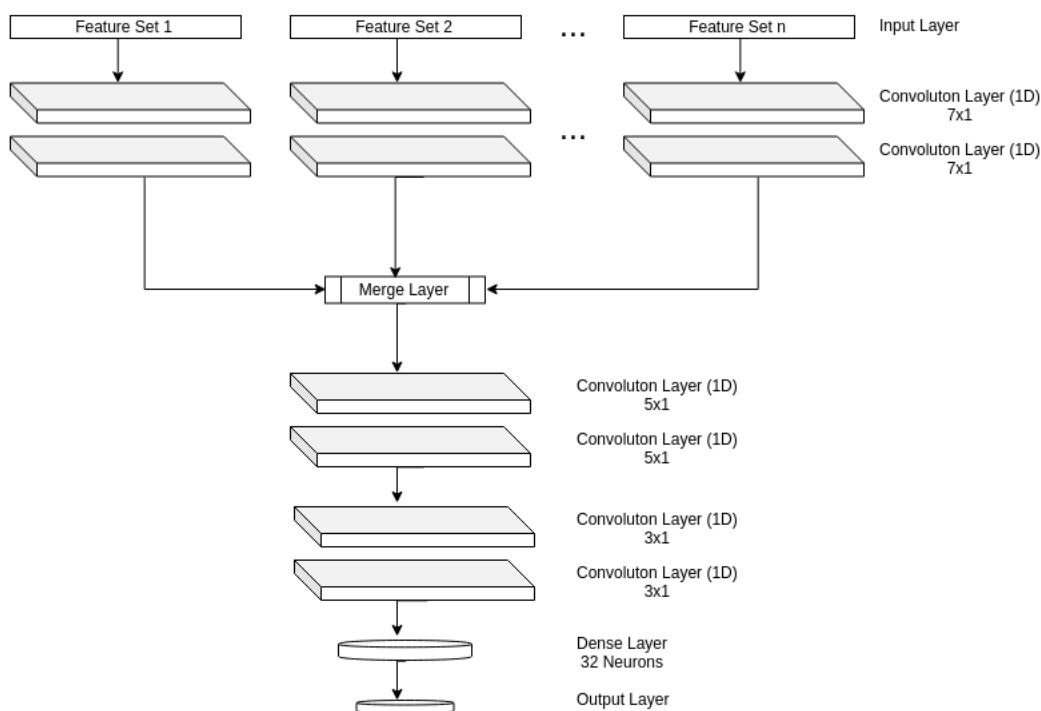 Feature Set 1
Feature Set 2
...
Feature Set n
Input Layer
Convoluton Layer (1D)
7x1
...
Convoluton Layer (1D)
7x1
Merge Layer
Convoluton Layer (1D)
5x1
Convoluton Layer (1D)
5x1
Convoluton Layer (1D)
3x1
Convoluton Layer (1D)
3x1
Dense Layer
32 Neurons
Output Layer